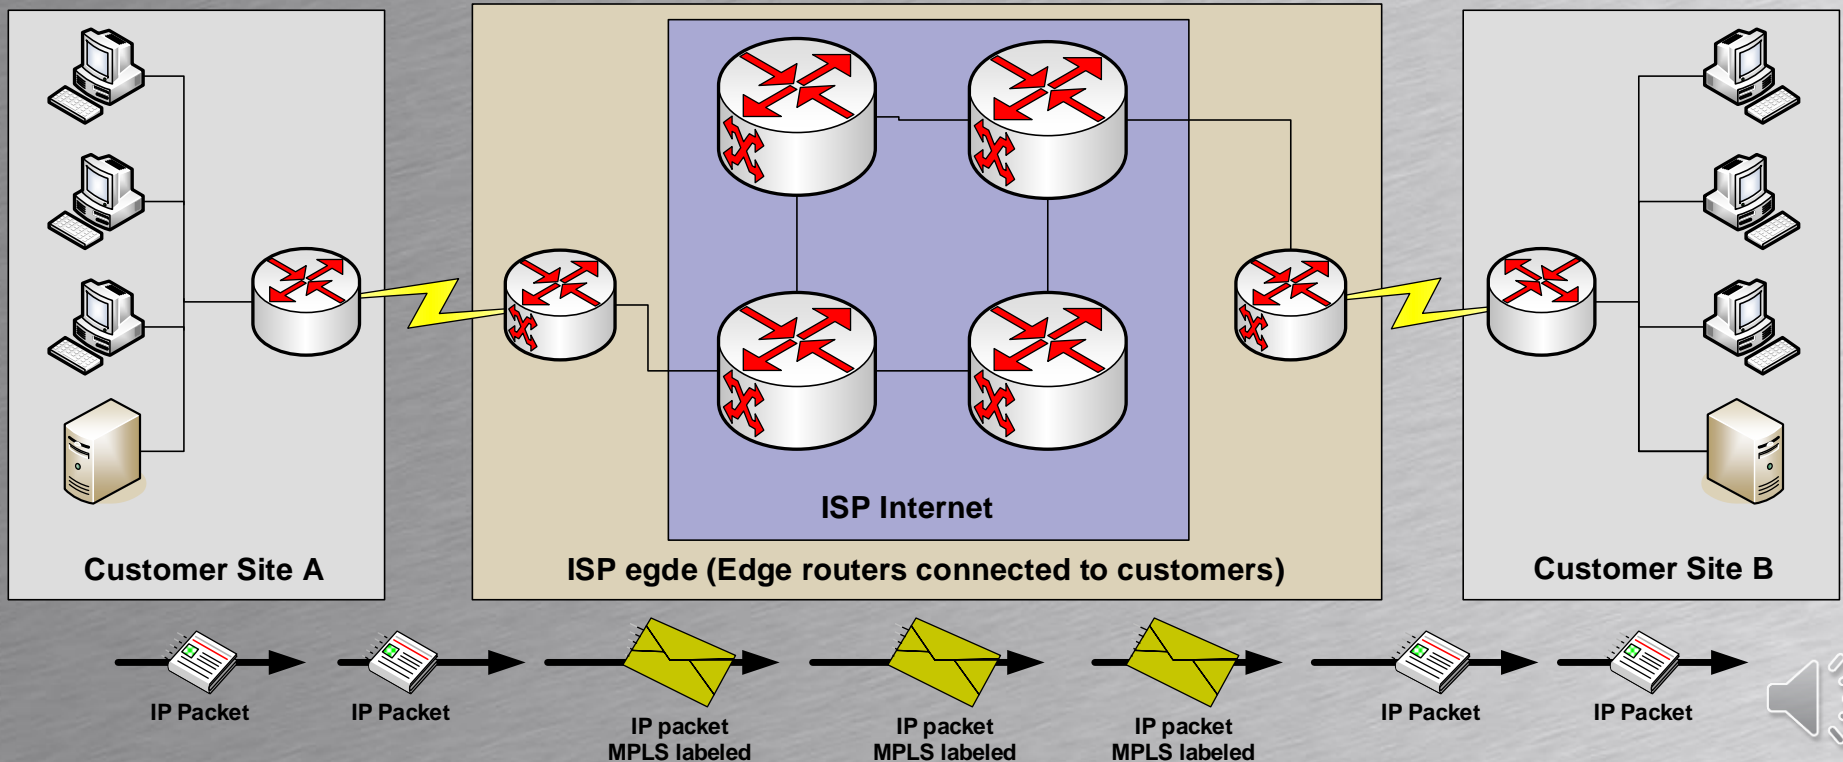 ISP Internet
Customer Site A
ISP egde (Edge routers connected to customers)
Customer Site B
IP Packet
IP Packet
IP packet
MPLS labeled
IP packet
MPLS labeled
IP packet
MPLS labeled
IP Packet
IP Packet